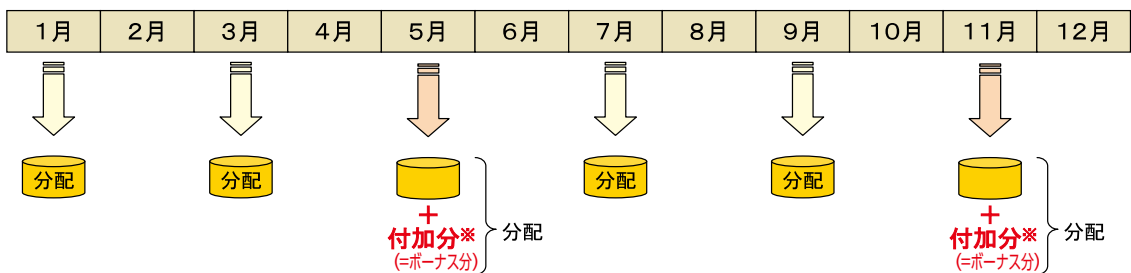 1月 2月 3月 4月 5月 6月 7月 8月 9月 10月 11月 12月
分配 分配 分配 分配
+ +
付加分※ 分配 付加分※ 分配
(=ボーナス分) (=ボーナス分)